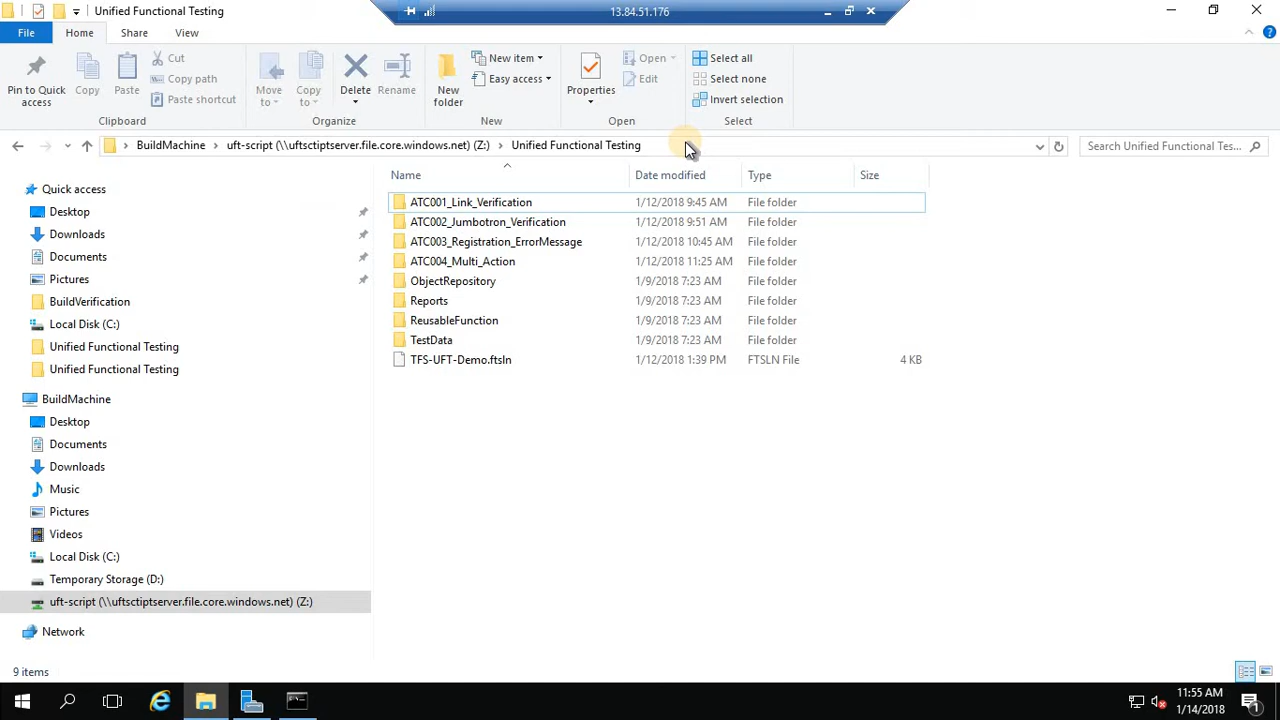 Unified Functional Testing
13.84.51.176
File
Home
Share
View
Pin to Quick access
Copy
Paste
Cut
Copy path
Paste shortcut
Clipboard
Move to
Copy to
Delete
Rename
Organize
New folder
New item
Easy access
New
Properties
Open
Edit
Open
Select all
Select none
Invert selection
Select
BuildMachine
uft-script (\\uftsctiptserver.file.core.windows.net) (Z:)
Unified Functional Testing
Search Unified Functional Tes...
Name Date modified Type Size
Quick access
Desktop
Downloads
Documents
Pictures
BuildVerification
Local Disk (C:)
Unified Functional Testing
Unified Functional Testing
BuildMachine
Desktop
Documents
Downloads
Music
Pictures
Videos
Local Disk (C:)
Temporary Storage (D:)
uft-script (\\uftsctiptserver.file.core.windows.net) (Z:)
Network
ATC001_Link_Verification 1/12/2018 9:45 AM File folder
ATC002_Jumbotron_Verification 1/12/2018 9:51 AM File folder
ATC003_Registration_ErrorMessage 1/12/2018 10:45 AM File folder
ATC004_Multi_Action 1/12/2018 11:25 AM File folder
ObjectRepository 1/9/2018 7:23 AM File folder
Reports 1/9/2018 7:23 AM File folder
ReusableFunction 1/9/2018 7:23 AM File folder
TestData 1/9/2018 7:23 AM File folder
TFS-UFT-Demo.ftsln 1/12/2018 1:39 PM FTSLN File 4 KB
9 items
11:55 AM
1/14/2018
1